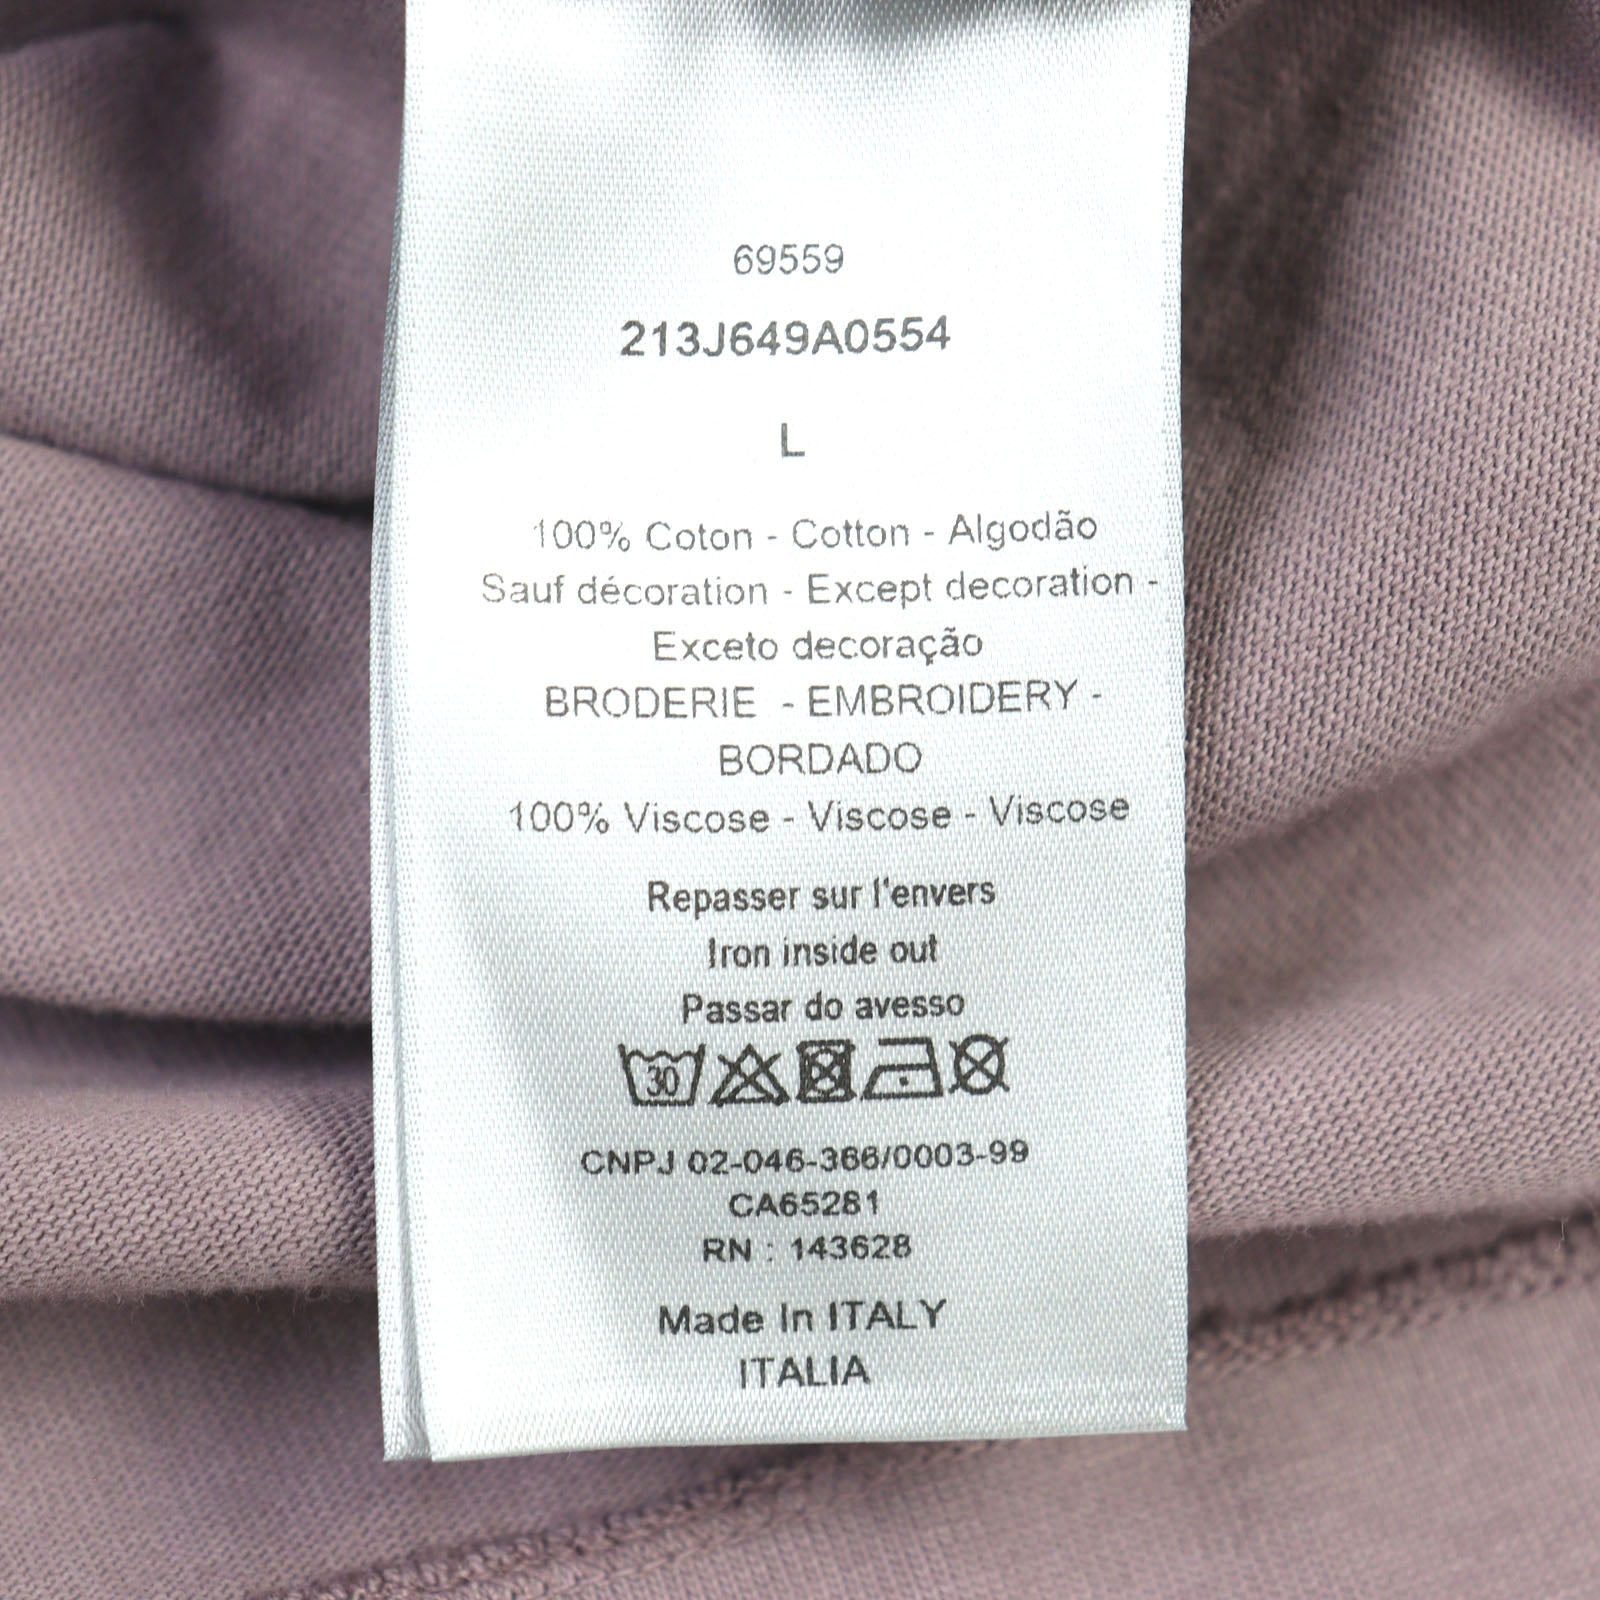 69559
213J649A0554
L
100% Coton - Cotton - Algodão
Sauf décoration - Except decoration -
Exceto decoração
BRODERIE - EMBROIDERY -
BORDADO
100% Viscose - Viscose - Viscose
Repasser sur l'envers
Iron inside out
Passar do avesso
30
CNPJ 02-046-366/0003-99
CA65281
RN : 143628
Made In ITALY
ITALIA